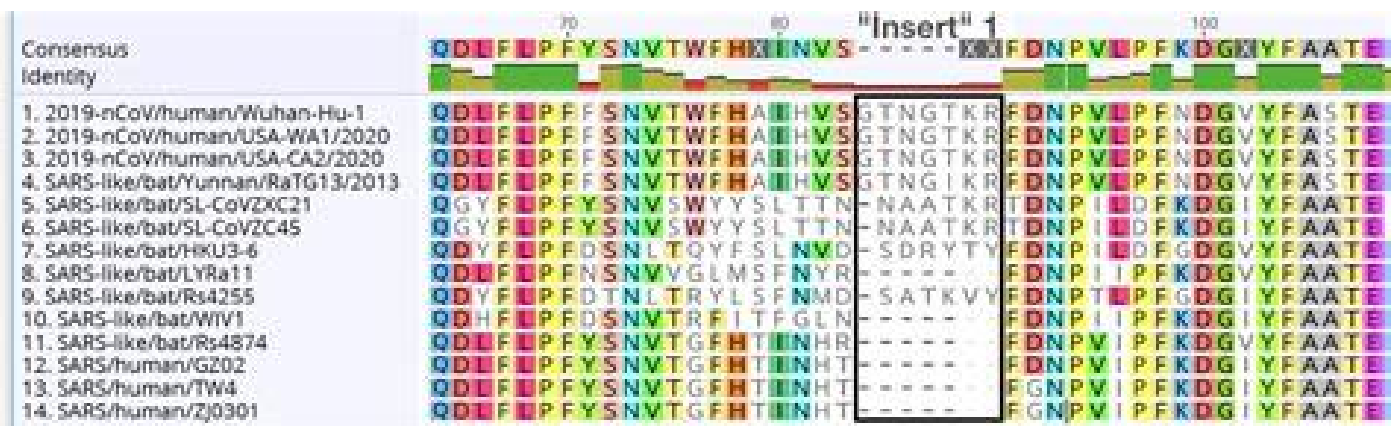 70 80 "Insert" 1 100
Consensus QDLFLPFYSNVTWFHXINVS-----XXFDNPVLPFKDGXYFAATE
Identity
1. 2019-nCoV/human/Wuhan-Hu-1 QDLFLPFFSNVTWFHAIHVSGTNGTKRFDNPVLPFNDGVYFASTE
2. 2019-nCoV/human/USA-WA1/2020 QDLFLPFFSNVTWFHAIHVSGTNGTKRFDNPVLPFNDGVYFASTE
3. 2019-nCoV/human/USA-CA2/2020 QDLFLPFFSNVTWFHAIHVSGTNGTKRFDNPVLPFNDGVYFASTE
4. SARS-like/bat/Yunnan/RaTG13/2013 QDLFLPFFSNVTWFHAIHVSGTNGIKRFDNPVLPFNDGVYFASTE
5. SARS-like/bat/SL-CoVZXC21 QGYFLPFYSNVSWYYSLTTN-NAATKRTDNPILDFKDGIYFAATE
6. SARS-like/bat/SL-CoVZC45 QGYFLPFYSNVSWYYSLTTN-NAATKRTDNPILDFKDGIYFAATE
7. SARS-like/bat/HKU3-6 QDYFLPFDSNLTQYFSLNVD-SDRYTYFDNPILDFGDGVYFAATE
8. SARS-like/bat/LYRa11 QDLFLPFNSNVVGLMSFNYR-----FDNPIIPFKDGVYFAATE
9. SARS-like/bat/Rs4255 QDYFLPFDTNLTRYLSFNMD-SATKVYFDNPTLPFGDGIYFAATE
10. SARS-like/bat/WIV1 QDHFLPFDSNVTRFITFGLN-----FDNPIIPFKDGIYFAATE
11. SARS-like/bat/Rs4874 QDLFLPFYSNVTGFHTINHR-----FDNPVIPFKDGIYFAATE
12. SARS/human/GZ02 QDLFLPFYSNVTGFHTINHT-----FDNPVIPFKDGIYFAATE
13. SARS/human/TW4 QDLFLPFYSNVTGFHTINHT-----FGNPVIPFKDGIYFAATE
14. SARS/human/ZJ0301 QDLFLPFYSNVTGFHTINHT-----FGNPVIPFKDGIYFAATE